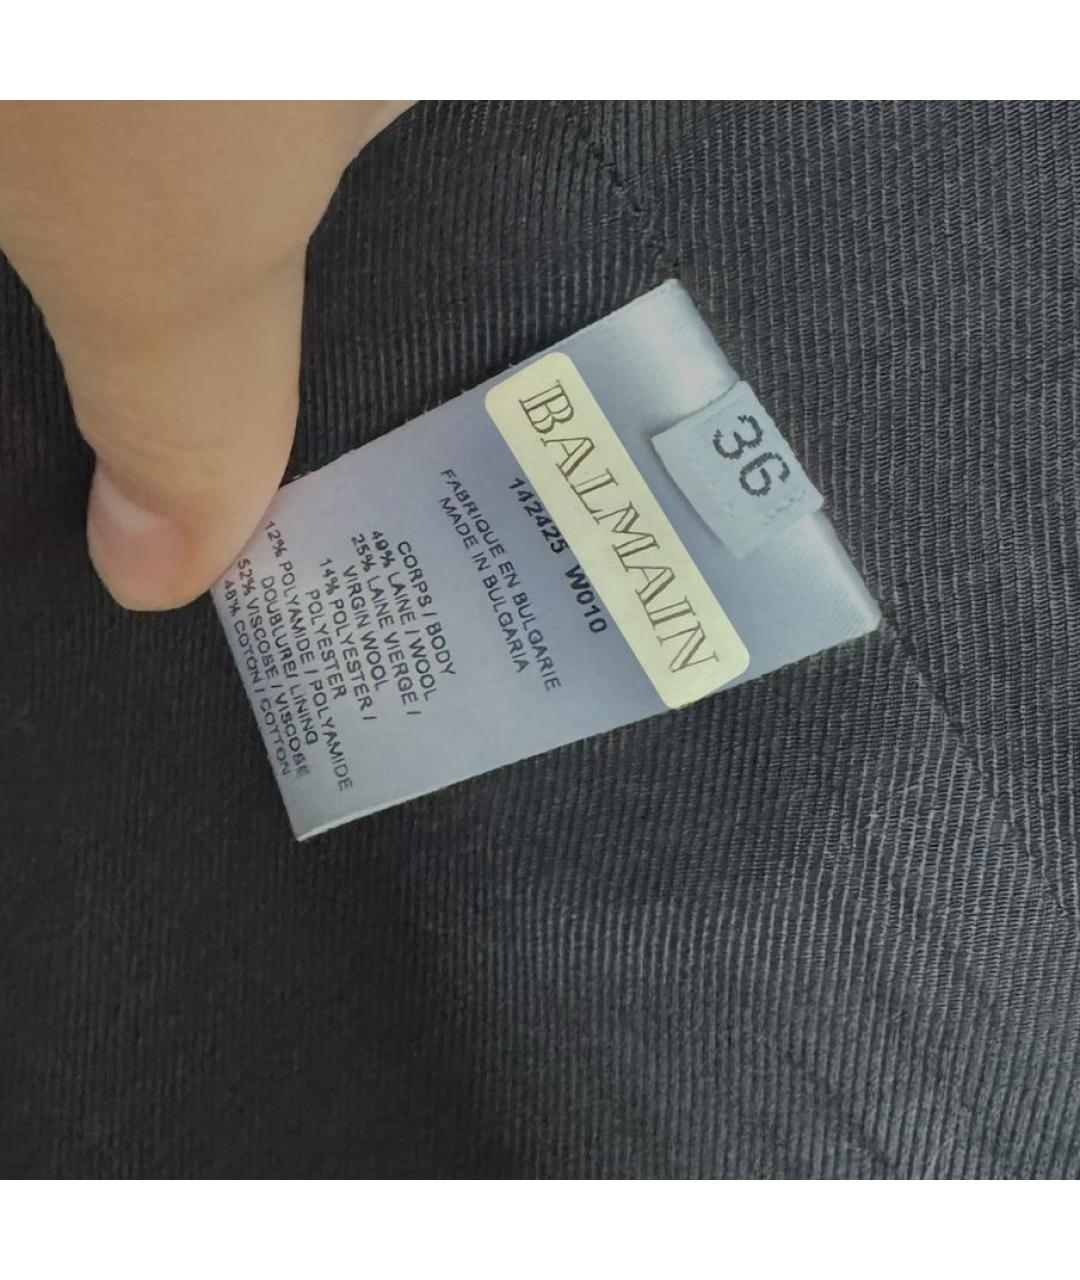 36
BALMAIN
142425 W010
FABRIQUE EN BULGARIE
MADE IN BULGARIA
CORPS / BODY
49% LAINE / WOOL
25% LAINE VIERGE /
VIRGIN WOOL
14% POLYESTER /
POLYESTER
12% POLYAMIDE / POLYAMIDE
DOUBLURE/ LINING
52% VISCOSE / VISCOSE
48% COTON / COTTON